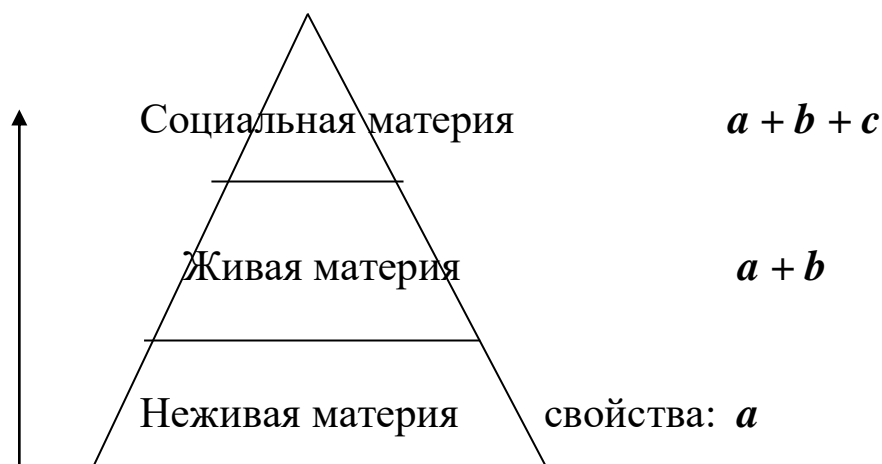 Социальная материя a + b + c
Живая материя a + b
Неживая материя свойства: a